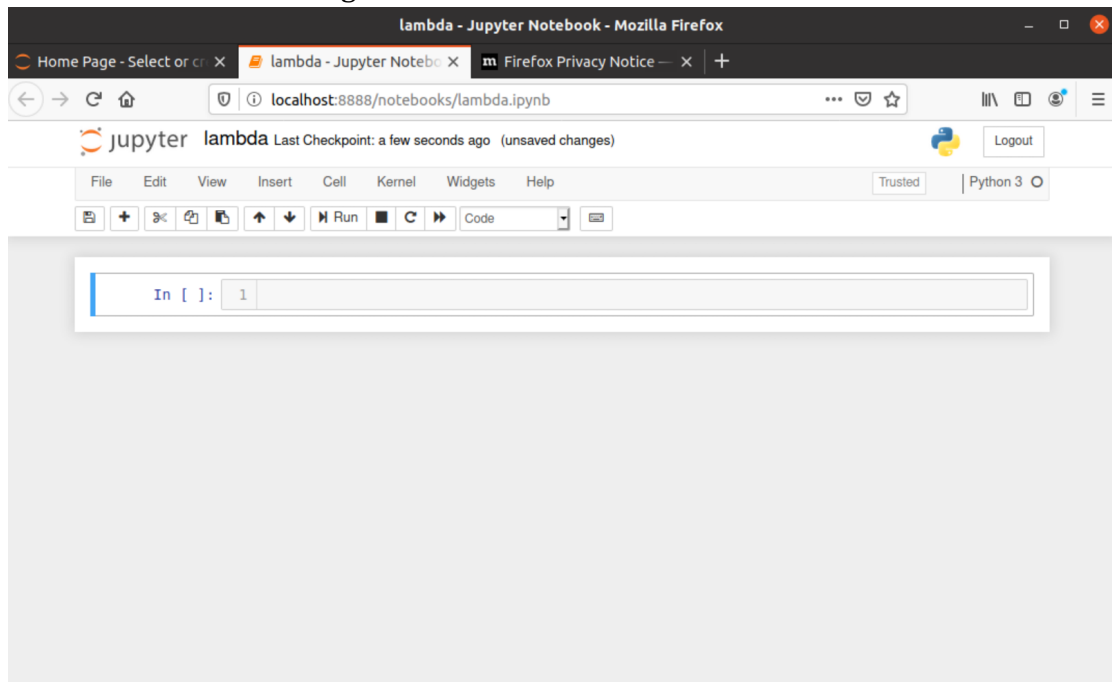 lambda - Jupyter Notebook - Mozilla Firefox
Home Page - Select or cr lambda - Jupyter Notebo Firefox Privacy Notice —
localhost:8888/notebooks/lambda.ipynb
jupyter lambda Last Checkpoint: a few seconds ago (unsaved changes) Logout
File Edit View Insert Cell Kernel Widgets Help Trusted Python 3
Run Code
In [ ]: 1